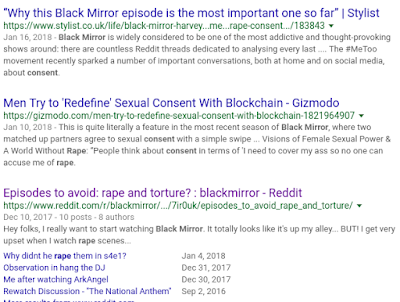 “Why this Black Mirror episode is the most important one so far” | Stylist
https://www.stylist.co.uk/life/black-mirror-harvey...me...rape-consent.../183843
Jan 16, 2018 - Black Mirror is widely considered to be one of the most addictive and thought-provoking
shows around: there are countless Reddit threads dedicated to analysing every last .... The #MeToo
movement recently sparked a number of important conversations, both at home and on social media,
about consent.
Men Try to 'Redefine' Sexual Consent With Blockchain - Gizmodo
https://gizmodo.com/men-try-to-redefine-sexual-consent-with-blockchain-1821964907
Jan 10, 2018 - This is quite literally a feature in the most recent season of Black Mirror, where two
matched up partners agree to sexual consent with a simple swipe ... Visions of Female Sexual Power &
A World Without Rape: “People think about consent in terms of 'I need to cover my ass so no one can
accuse me of rape.
Episodes to avoid: rape and torture? : blackmirror - Reddit
https://www.reddit.com/r/blackmirror/.../7ir0uk/episodes_to_avoid_rape_and_torture/
Dec 10, 2017 - 10 posts - 8 authors
Hey folks, I really want to start watching Black Mirror. It totally looks like it's up my alley... BUT! I get very
upset when I watch rape scenes...
Why didnt he rape them in s4e1? Jan 4, 2018
Observation in hang the DJ Dec 31, 2017
Me after watching ArkAngel Dec 30, 2017
Rewatch Discussion - "The National Anthem" Sep 2, 2016